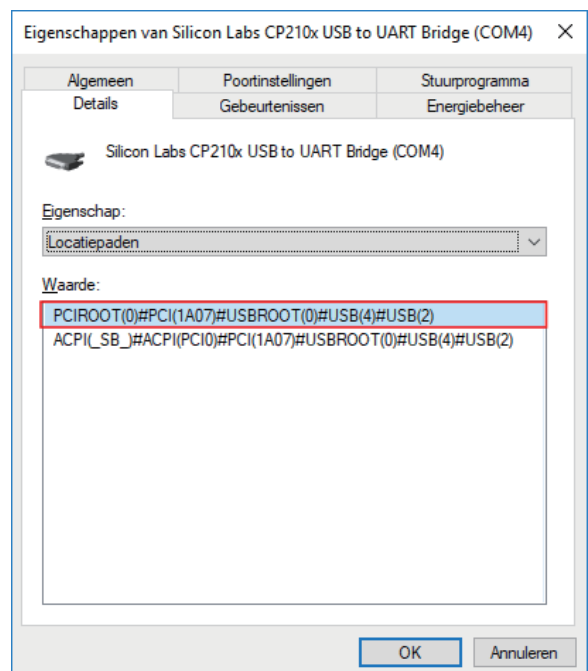 Eigenschappen van Silicon Labs CP210x USB to UART Bridge (COM4)
Algemeen Poortinstellingen Stuurprogramma
Details Gebeurtenissen Energiebeheer
Silicon Labs CP210x USB to UART Bridge (COM4)
Eigenschap:
Locatiepaden
Waarde:
PCIROOT(0)#PCI(1A07)#USBROOT(0)#USB(4)#USB(2)
ACPI(_SB_)#ACPI(PCI0)#PCI(1A07)#USBROOT(0)#USB(4)#USB(2)
OK Annuleren